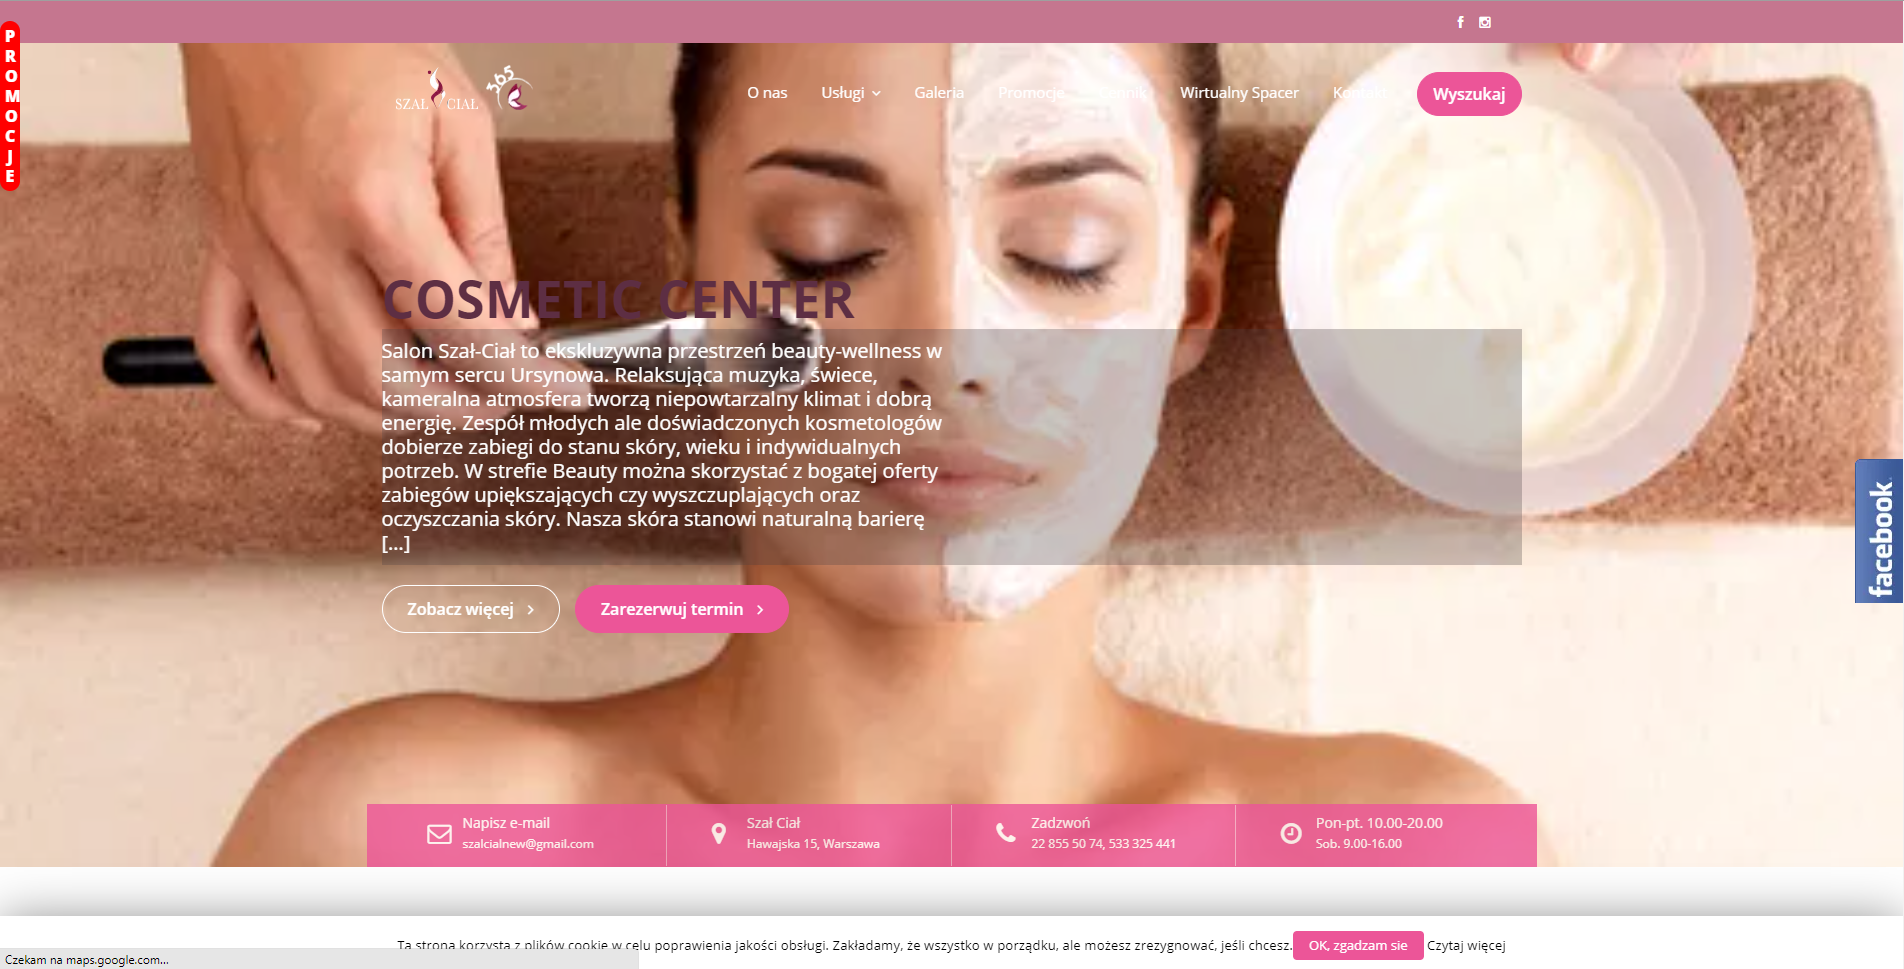 PROMOCJE
SZAŁ CIAŁ
365
O nas
Usługi
Galeria
Promocje
Cennik
Wirtualny Spacer
Kontakt
Wyszukaj
COSMETIC CENTER
Salon Szał-Ciał to ekskluzywna przestrzeń beauty-wellness w
samym sercu Ursynowa. Relaksująca muzyka, świece,
kameralna atmosfera tworzą niepowtarzalny klimat i dobrą
energię. Zespół młodych ale doświadczonych kosmetologów
dobierze zabiegi do stanu skóry, wieku i indywidualnych
potrzeb. W strefie Beauty można skorzystać z bogatej oferty
zabiegów upiększających czy wyszczuplających oraz
oczyszczania skóry. Nasza skóra stanowi naturalną barierę
[...]
Zobacz więcej
Zarezerwuj termin
facebook
Napisz e-mail
szalcialnew@gmail.com
Szał Ciał
Hawajska 15, Warszawa
Zadzwoń
22 855 50 74, 533 325 441
Pon-pt. 10.00-20.00
Sob. 9.00-16.00
Ta strona korzysta z plików cookie w celu poprawienia jakości obsługi. Zakładamy, że wszystko w porządku, ale możesz zrezygnować, jeśli chcesz.
OK, zgadzam sie
Czytaj więcej
Czekam na maps.google.com...